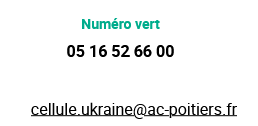 Numéro vert
05 16 52 66 00
cellule.ukraine@ac-poitiers.fr